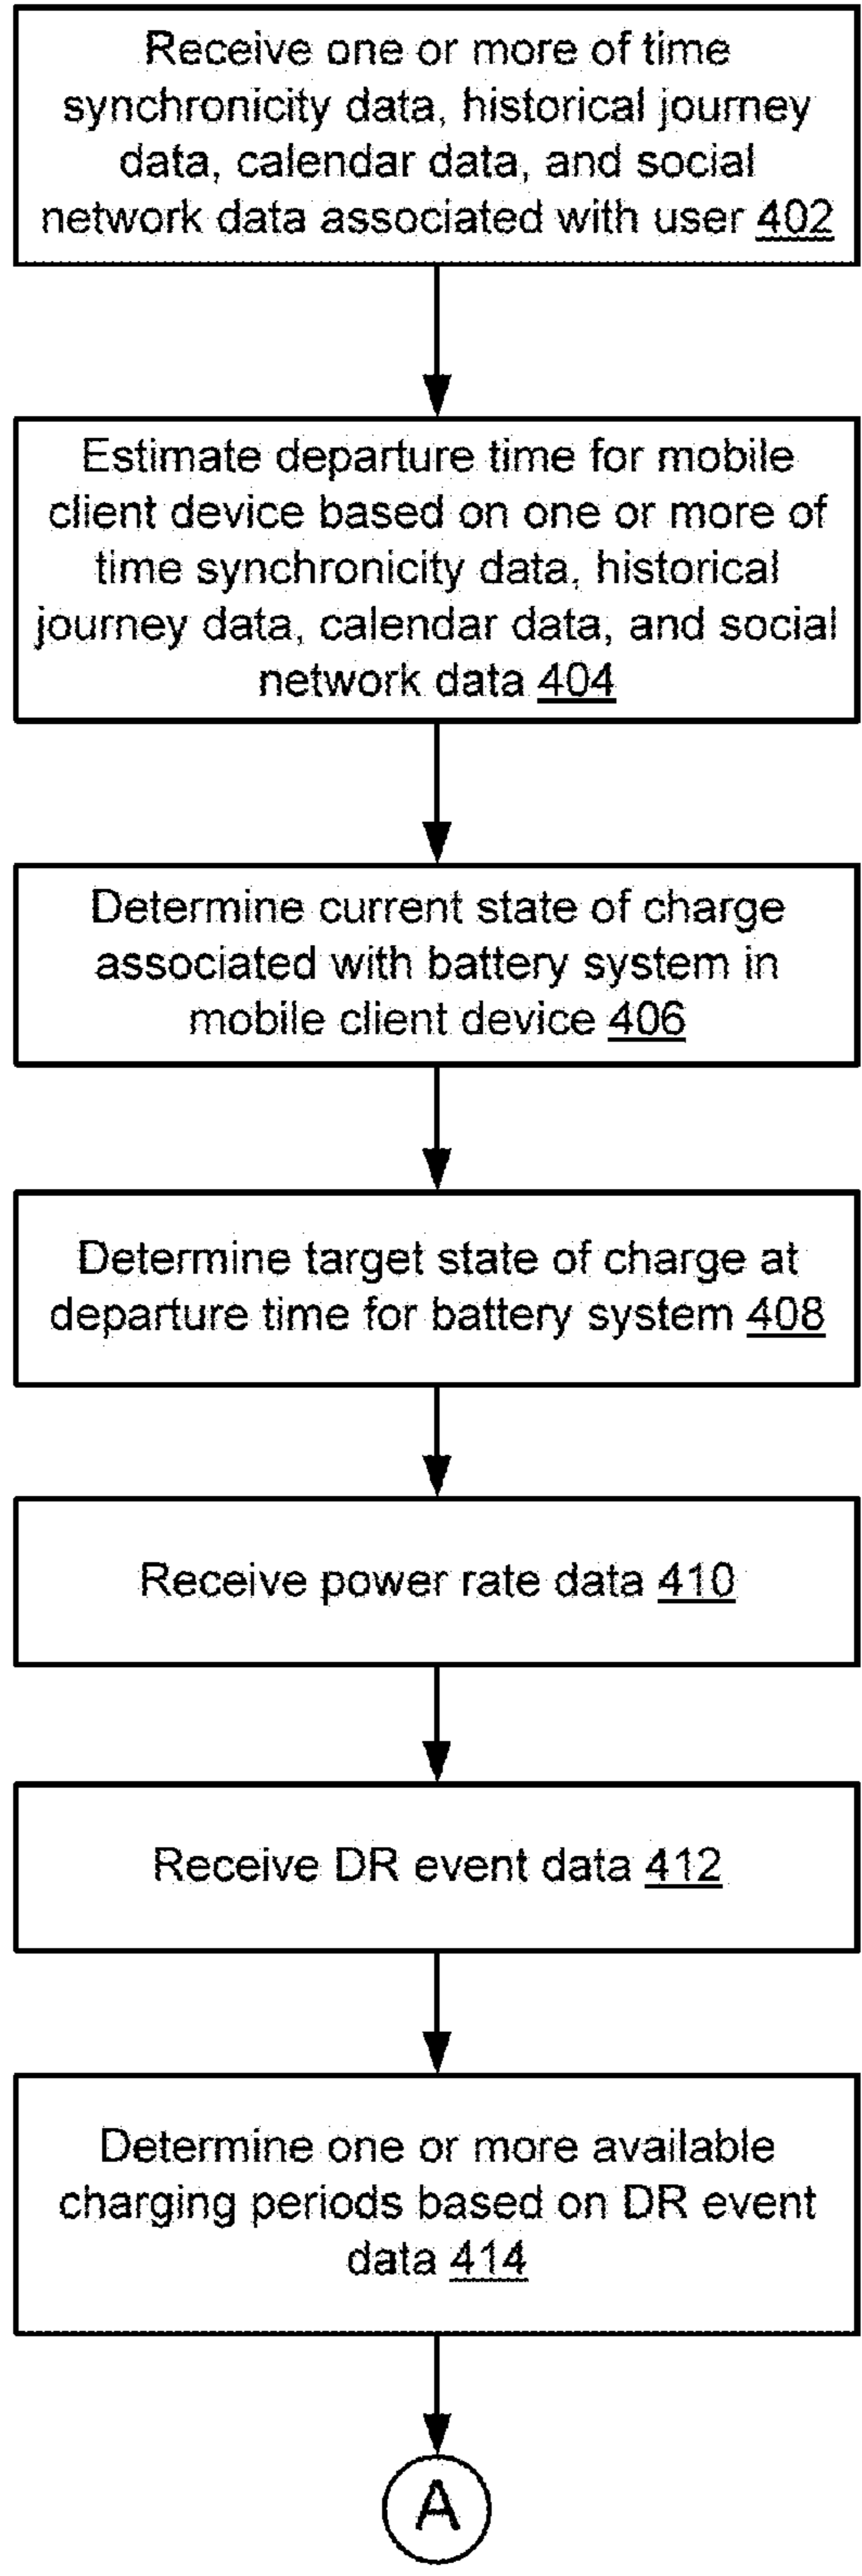 Receive one or more of time
synchronicity data, historical journey
data, calendar data, and social
network data associated with user 402
Estimate departure time for mobile
client device based on one or more of
time synchronicity data, historical
journey data, calendar data, and social
network data 404
Determine current state of charge
associated with battery system in
mobile client device 406
Determine target state of charge at
departure time for battery system 408
Receive power rate data 410
Receive DR event data 412
Determine one or more available
charging periods based on DR event
data 414
A